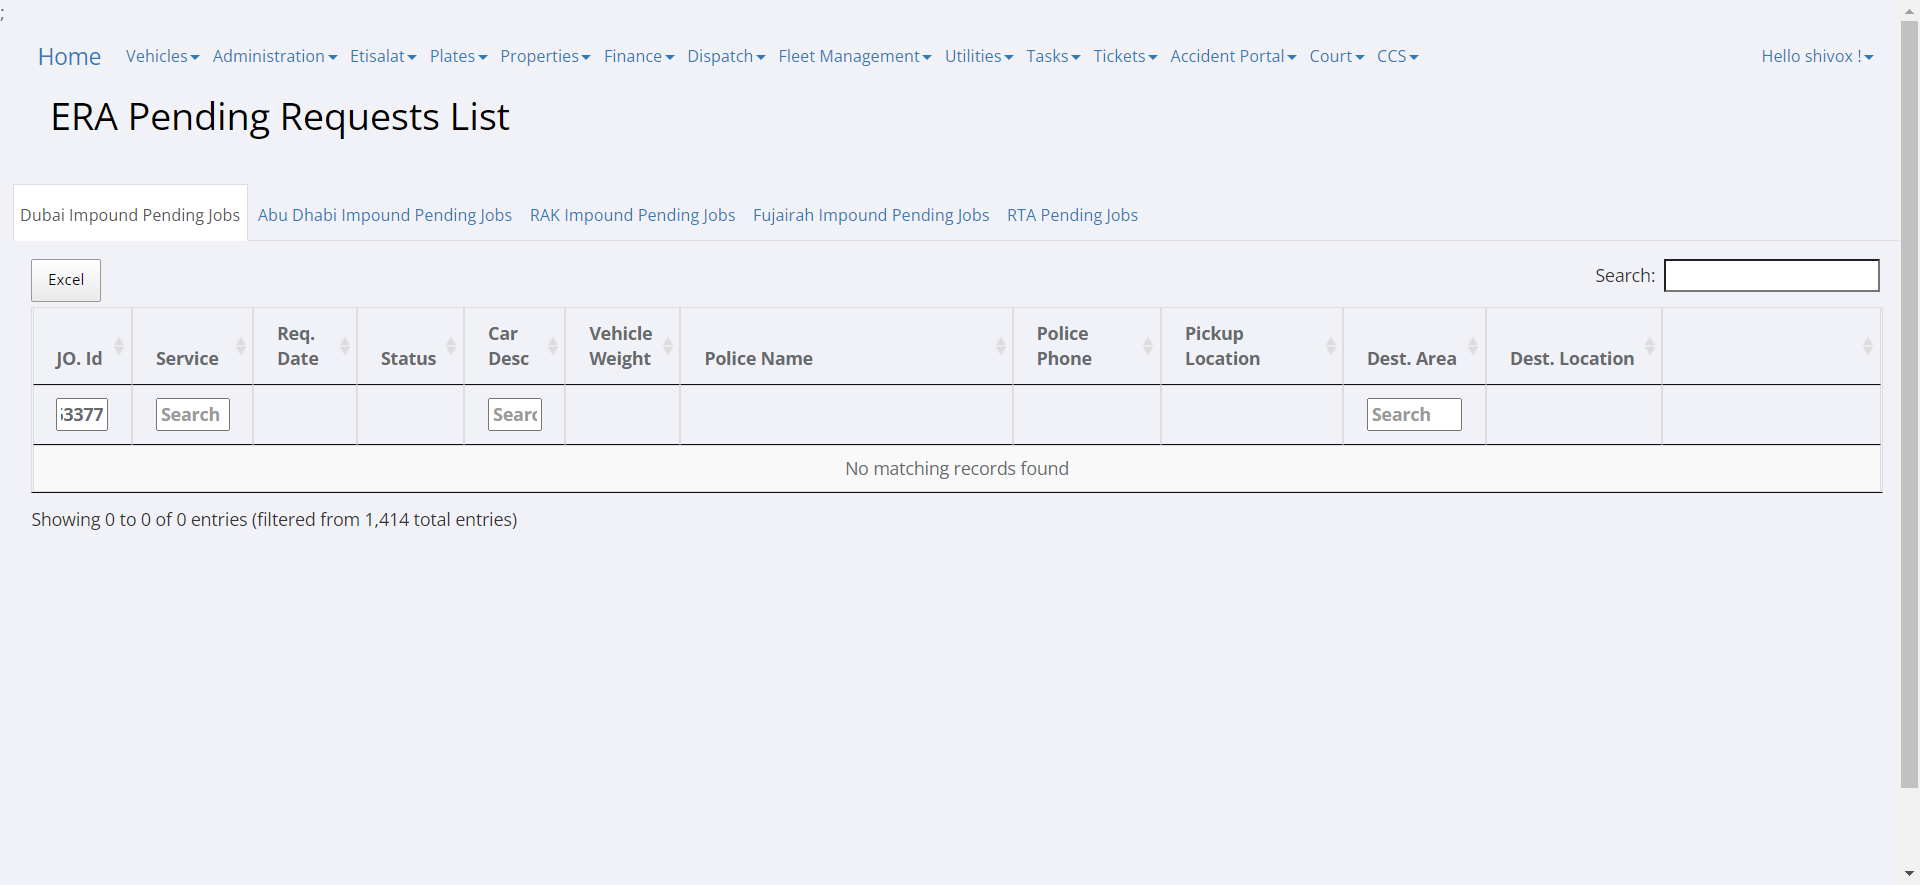 ;
Home Vehicles Administration Etisalat Plates Properties Finance Dispatch Fleet Management Utilities Tasks Tickets Accident Portal Court CCS Hello shivox !
ERA Pending Requests List
Dubai Impound Pending Jobs Abu Dhabi Impound Pending Jobs RAK Impound Pending Jobs Fujairah Impound Pending Jobs RTA Pending Jobs
Excel Search:
JO. Id Service Req. Date Status Car Desc Vehicle Weight Police Name Police Phone Pickup Location Dest. Area Dest. Location
33377 Search Search
No matching records found
Showing 0 to 0 of 0 entries (filtered from 1,414 total entries)